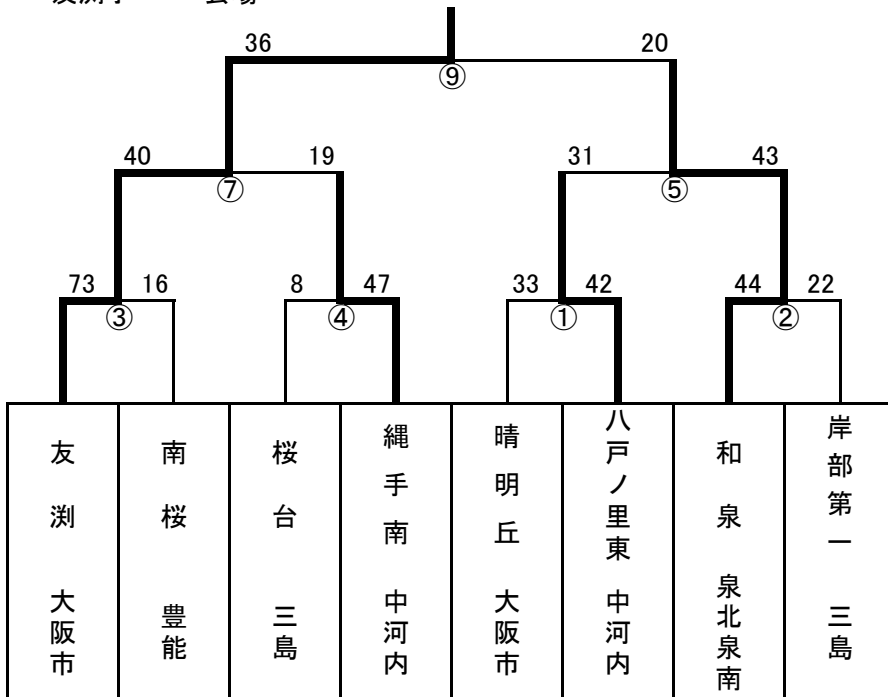 36 20
⑨
40 19 31 43
⑦ ⑤
73 16 8 47 33 42 44 22
③ ④ ① ②
友渕 大阪市
南桜 豊能
桜台 三島
縄手南 中河内
晴明丘 大阪市
八戸ノ里東 中河内
和泉 泉北泉南
岸部第一 三島